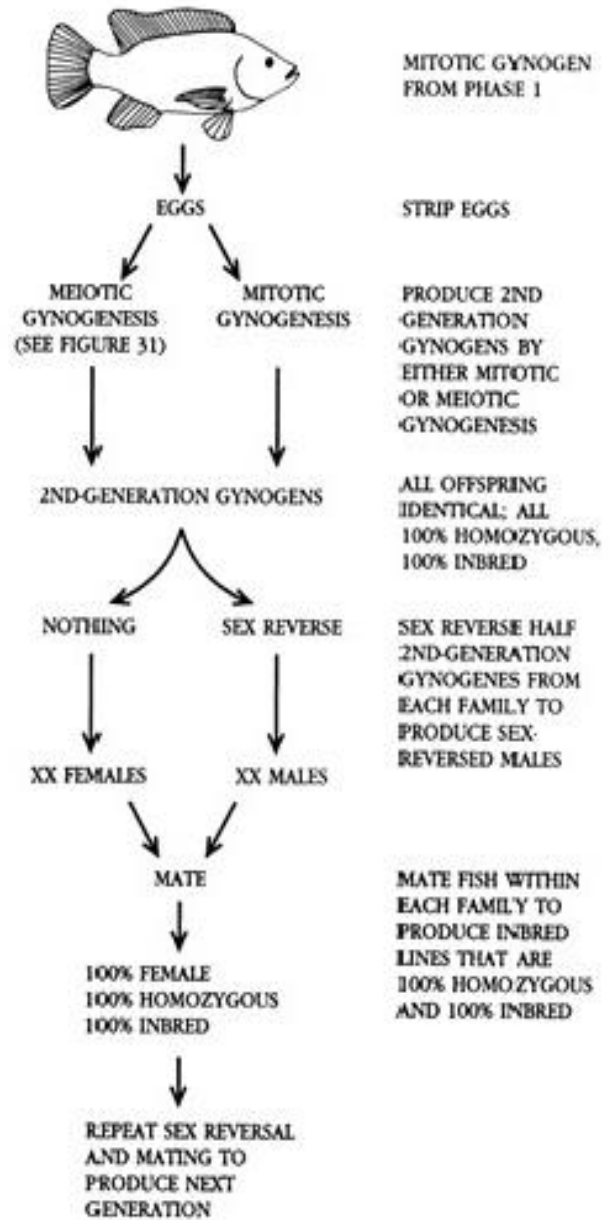 MITOTIC GYNOGEN
FROM PHASE 1
EGGS
STRIP EGGS
MEIOTIC
GYNOGENESIS
(SEE FIGURE 31)
MITOTIC
GYNOGENESIS
PRODUCE 2ND
GENERATION
GYNOGENS BY
EITHER MITOTIC
OR MEIOTIC
GYNOGENESIS
2ND-GENERATION GYNOGENS
ALL OFFSPRING
IDENTICAL; ALL
100% HOMOZYGOUS,
100% INBRED
NOTHING
SEX REVERSE
SEX REVERSE HALF
2ND-GENERATION
GYNOGENES FROM
EACH FAMILY TO
PRODUCE SEX-
REVERSED MALES
XX FEMALES
XX MALES
MATE
MATE FISH WITHIN
EACH FAMILY TO
PRODUCE INBRED
LINES THAT ARE
100% HOMOZYGOUS
AND 100% INBRED
100% FEMALE
100% HOMOZYGOUS
100% INBRED
REPEAT SEX REVERSAL
AND MATING TO
PRODUCE NEXT
GENERATION